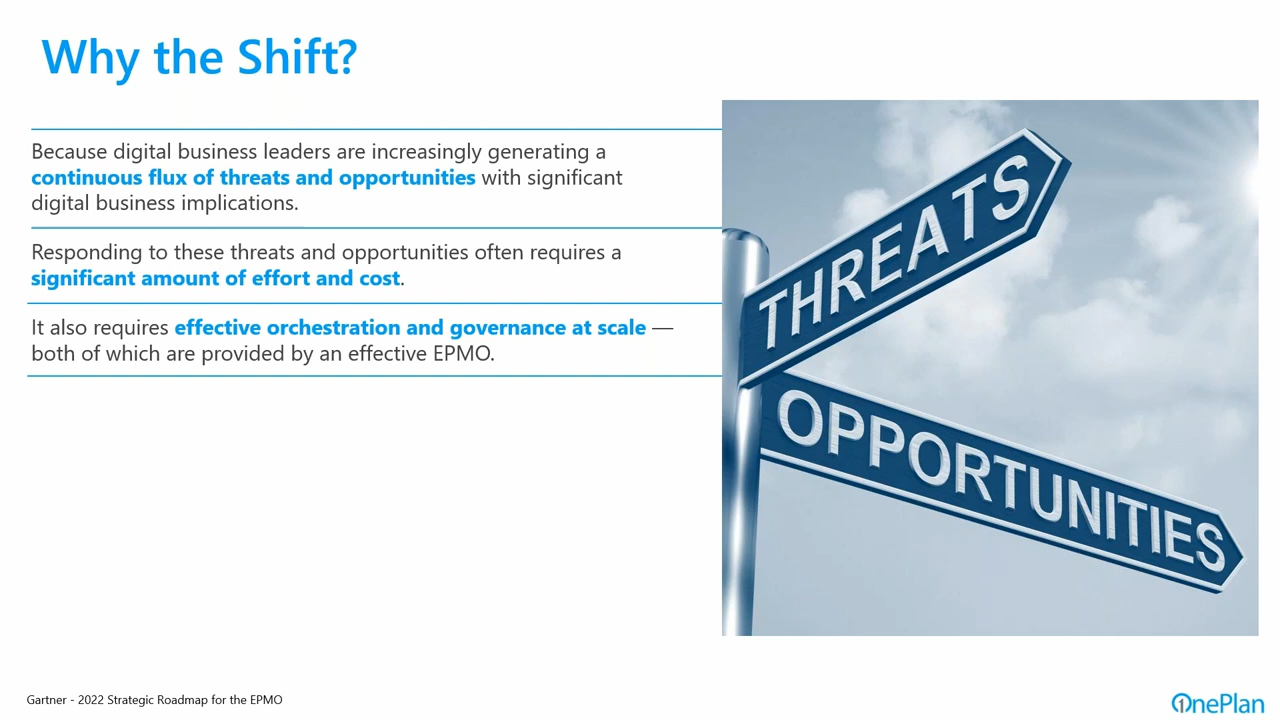 Why the Shift?
Because digital business leaders are increasingly generating a
continuous flux of threats and opportunities with significant
digital business implications.
Responding to these threats and opportunities often requires a
significant amount of effort and cost.
It also requires effective orchestration and governance at scale —
both of which are provided by an effective EPMO.
THREATS
OPPORTUNITIES
Gartner - 2022 Strategic Roadmap for the EPMO
OnePlan